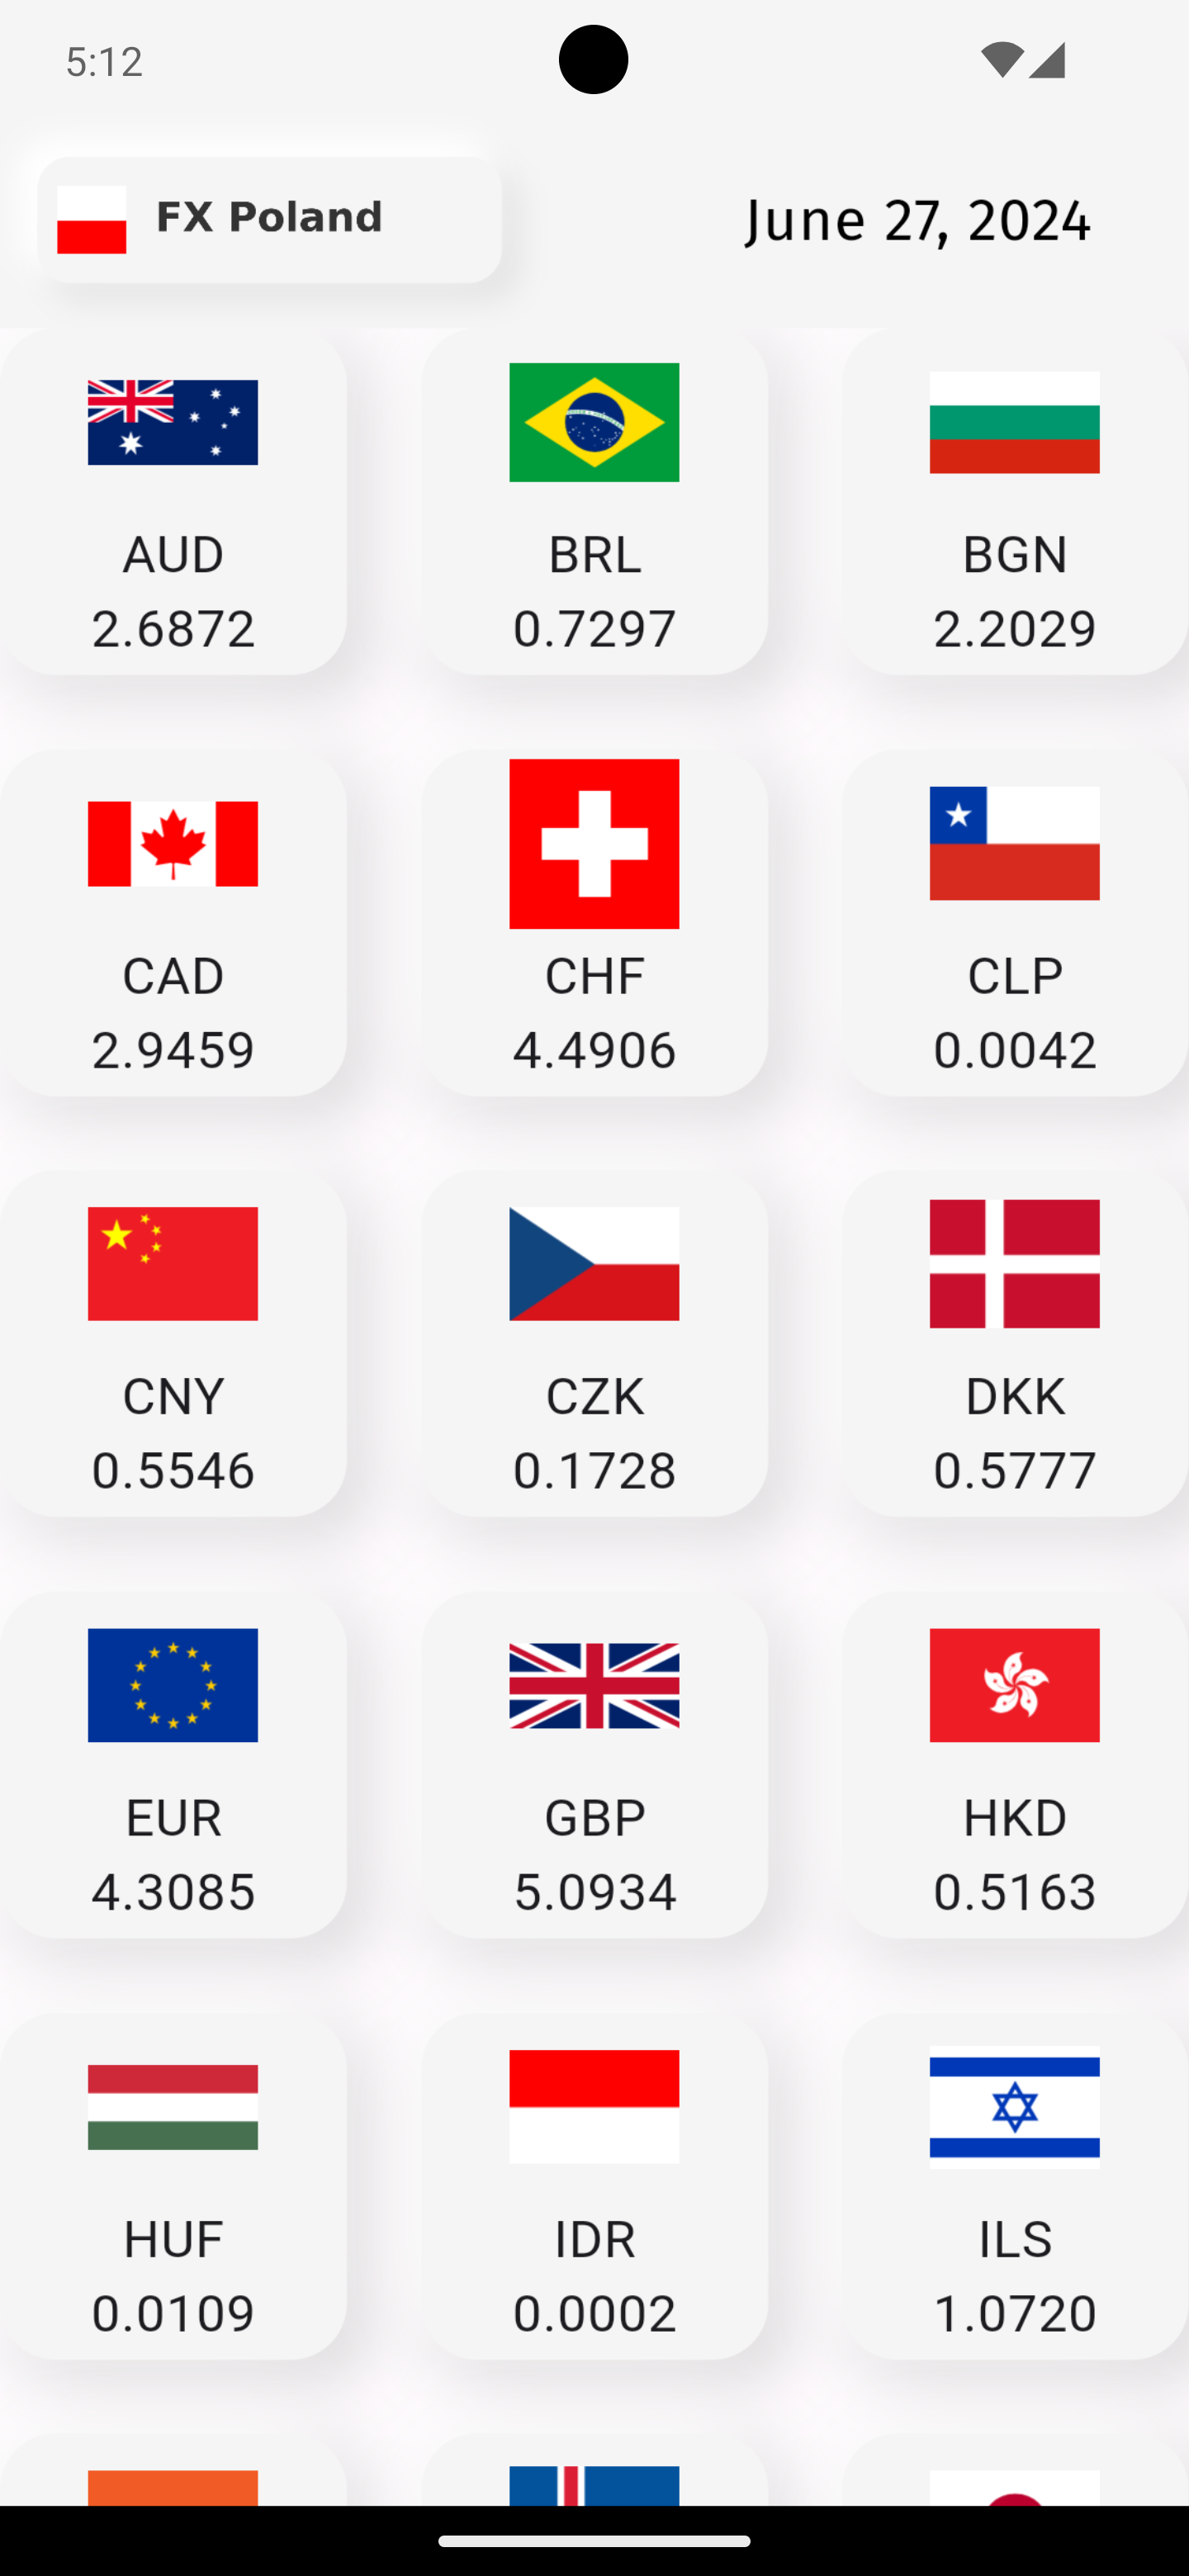 5:12
FX Poland
June 27, 2024
AUD BRL BGN
2.6872 0.7297 2.2029
CAD CHF CLP
2.9459 4.4906 0.0042
CNY CZK DKK
0.5546 0.1728 0.5777
EUR GBP HKD
4.3085 5.0934 0.5163
HUF IDR ILS
0.0109 0.0002 1.0720